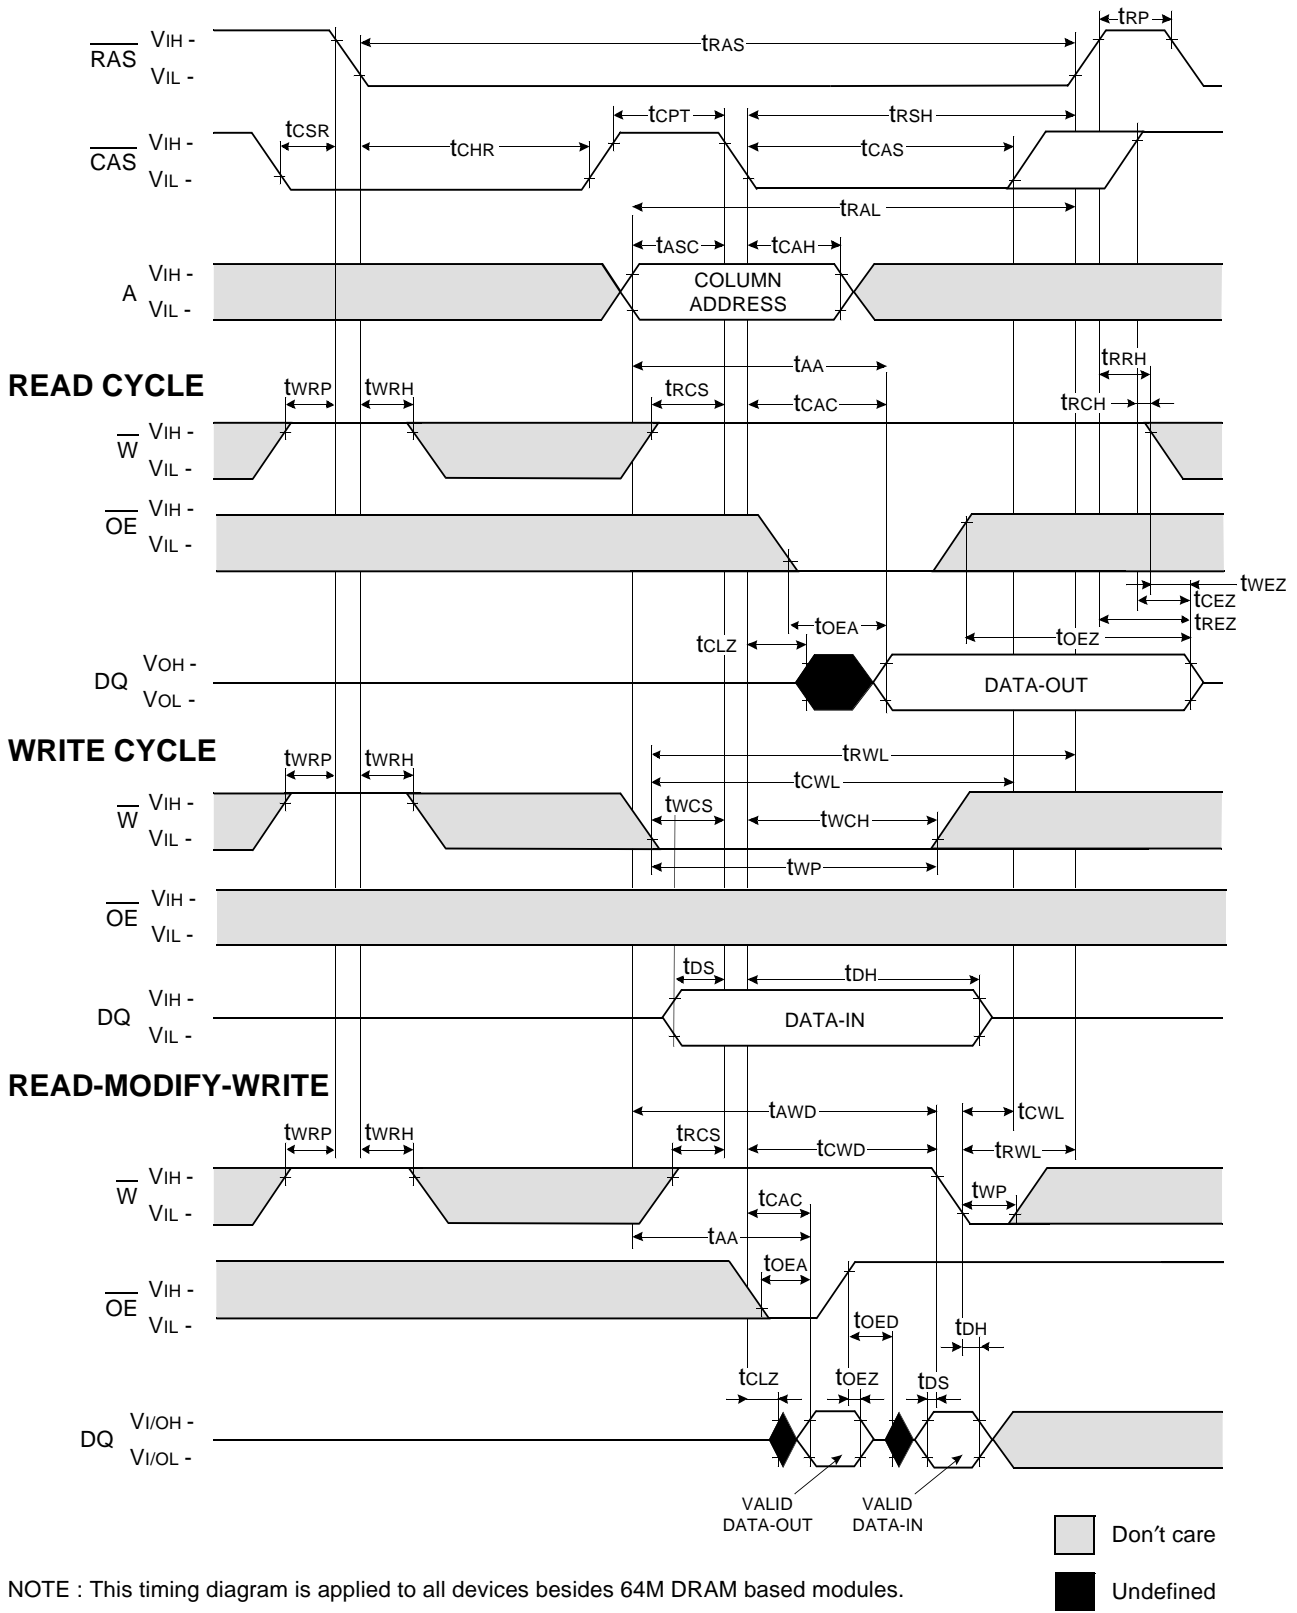 tRP
RAS
VIH -
VIL -
tRAS
tCPT
tRSH
tCSR
CAS
VIH -
VIL -
tCHR
tCAS
tRAL
tASC
tCAH
A
VIH -
VIL -
COLUMN
ADDRESS
tAA
tRRH
READ CYCLE
tWRP
tWRH
tRCS
tCAC
tRCH
W
VIH -
VIL -
OE
VIH -
VIL -
tWEZ
tCEZ
tREZ
tOEA
tOEZ
tCLZ
DQ
VOH -
VOL -
DATA-OUT
WRITE CYCLE
tWRP
tWRH
tRWL
tCWL
W
VIH -
VIL -
tWCS
tWCH
tWP
OE
VIH -
VIL -
tDS
tDH
DQ
VIH -
VIL -
DATA-IN
READ-MODIFY-WRITE
tAWD
tCWL
tWRP
tWRH
tRCS
tCWD
tRWL
W
VIH -
VIL -
tWP
tCAC
tAA
tOEA
OE
VIH -
VIL -
tOED
tDH
tCLZ
tOEZ
tDS
DQ
VI/OH -
VI/OL -
VALID
DATA-OUT
VALID
DATA-IN
Don't care
NOTE : This timing diagram is applied to all devices besides 64M DRAM based modules.
Undefined